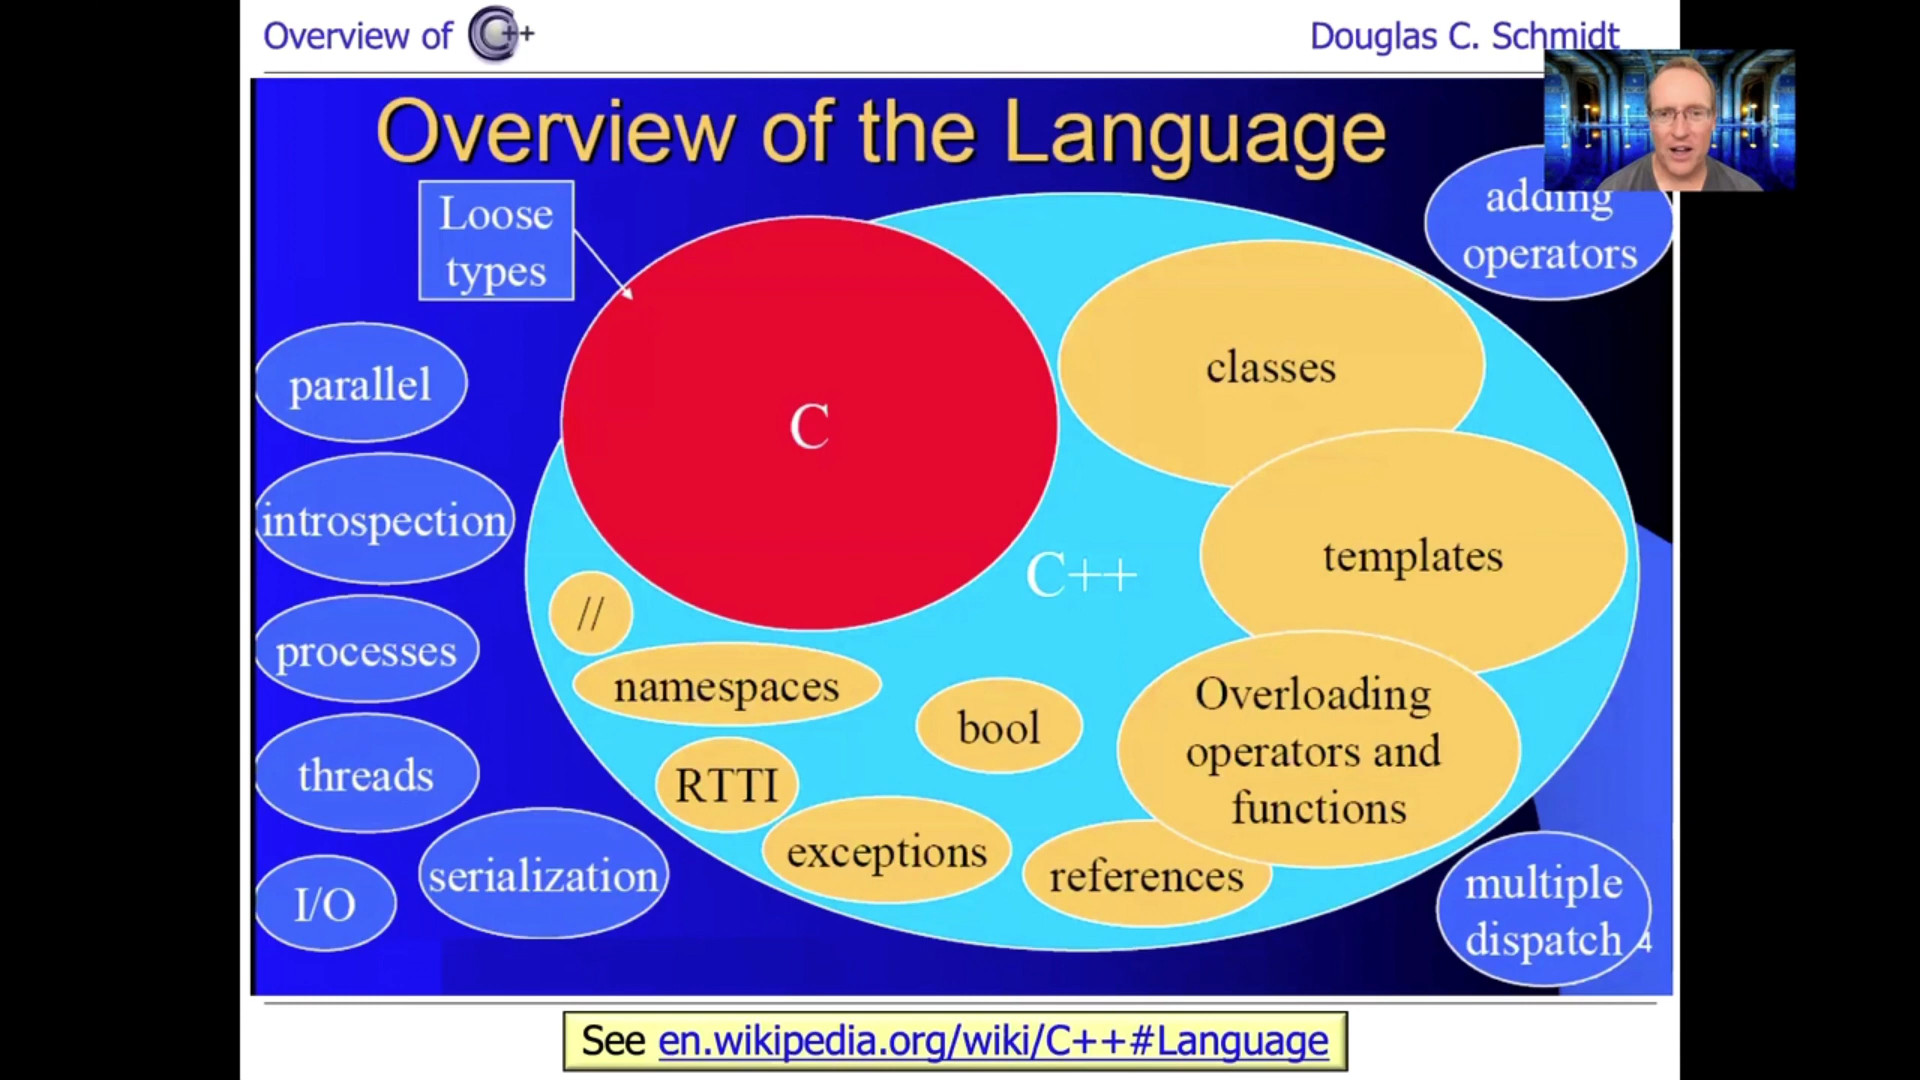 Overview of C++
Douglas C. Schmidt
Overview of the Language
Loose
types
adding
operators
parallel
C
classes
introspection
C++
templates
//
processes
namespaces
bool
Overloading
operators and
functions
threads
RTTI
exceptions
references
serialization
I/O
multiple
dispatch
4
See en.wikipedia.org/wiki/C++#Language